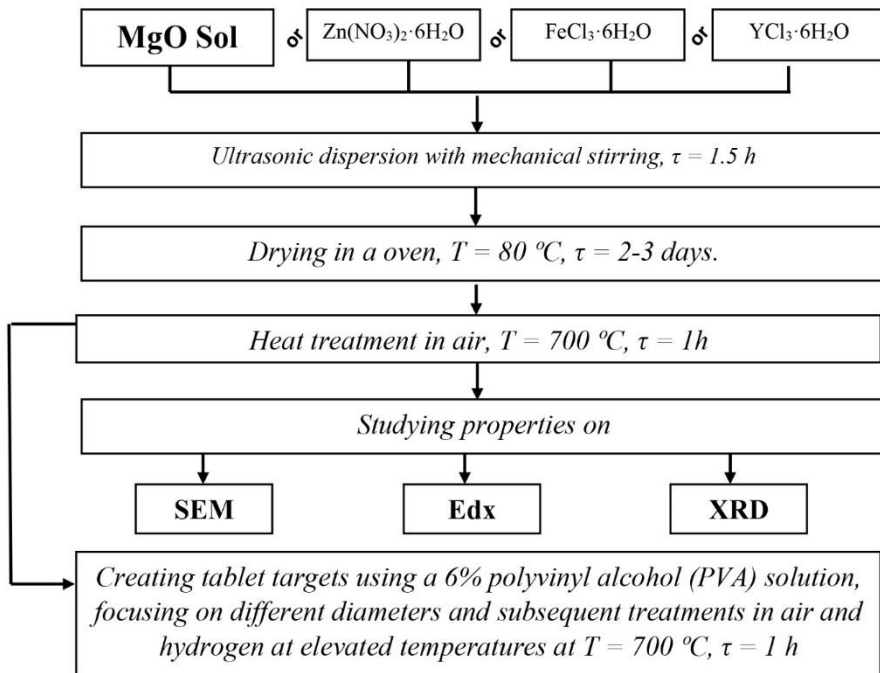 MgO Sol or Zn(NO₃)₂·6H₂O or FeCl₃·6H₂O or YCl₃·6H₂O
Ultrasonic dispersion with mechanical stirring, τ = 1.5 h
Drying in a oven, T = 80 ºC, τ = 2-3 days.
Heat treatment in air, T = 700 ºC, τ = 1h
Studying properties on
SEM Edx XRD
Creating tablet targets using a 6% polyvinyl alcohol (PVA) solution,
focusing on different diameters and subsequent treatments in air and
hydrogen at elevated temperatures at T = 700 ºC, τ = 1 h